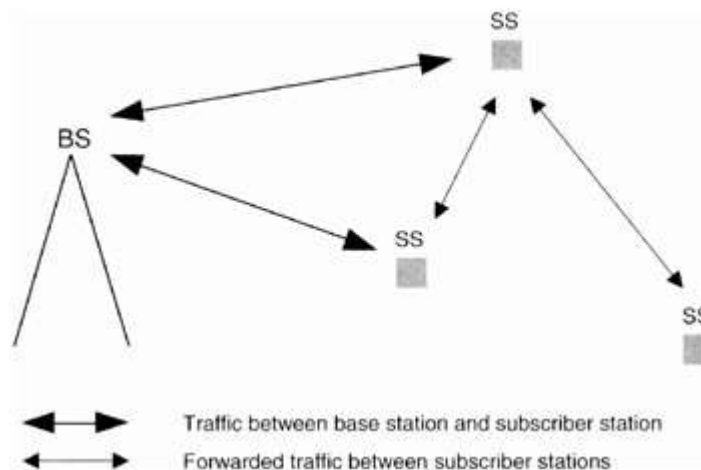 SS
BS
SS
SS
Traffic between base station and subscriber station
Forwarded traffic between subscriber stations